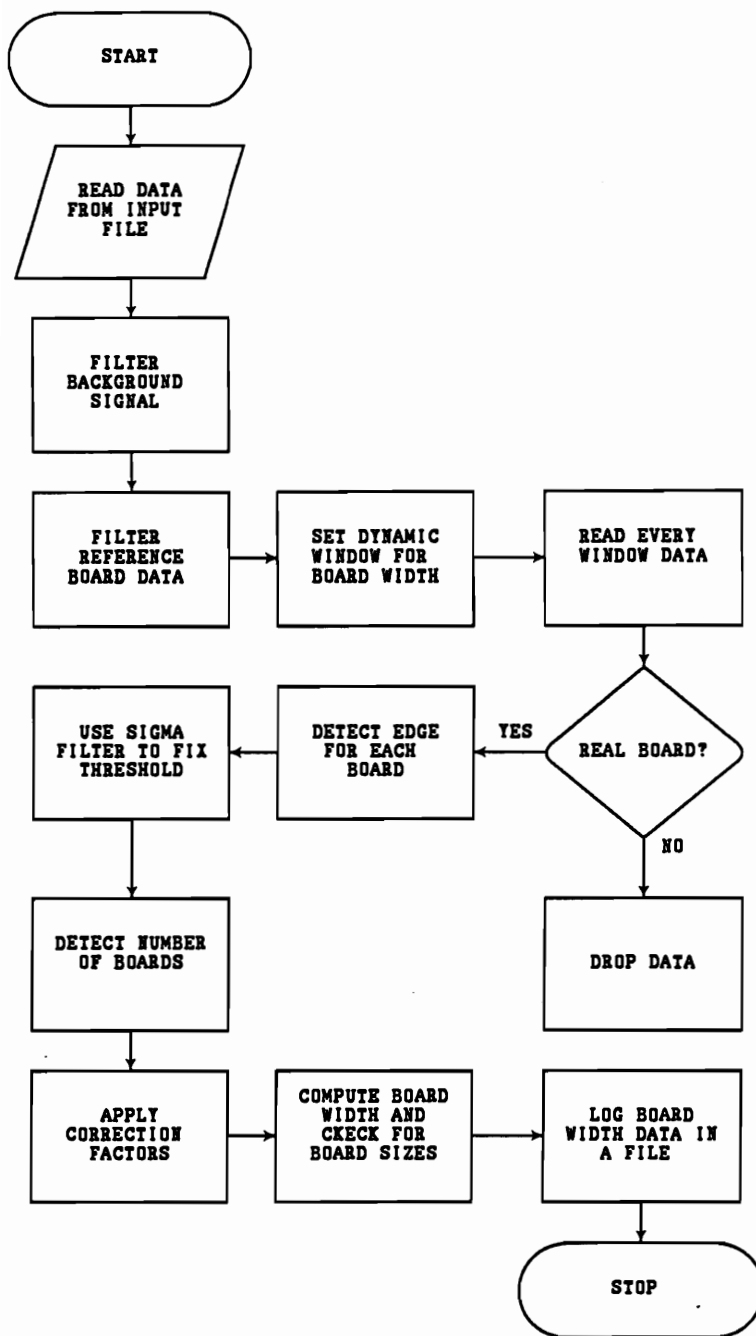 START
READ DATA
FROM INPUT
FILE
FILTER
BACKGROUND
SIGNAL
FILTER
REFERENCE
BOARD DATA
SET DYNAMIC
WINDOW FOR
BOARD WIDTH
READ EVERY
WINDOW DATA
REAL BOARD?
YES
NO
DROP DATA
DETECT EDGE
FOR EACH
BOARD
USE SIGMA
FILTER TO FIX
THRESHOLD
DETECT NUMBER
OF BOARDS
APPLY
CORRECTION
FACTORS
COMPUTE BOARD
WIDTH AND
CKECK FOR
BOARD SIZES
LOG BOARD
WIDTH DATA IN
A FILE
STOP